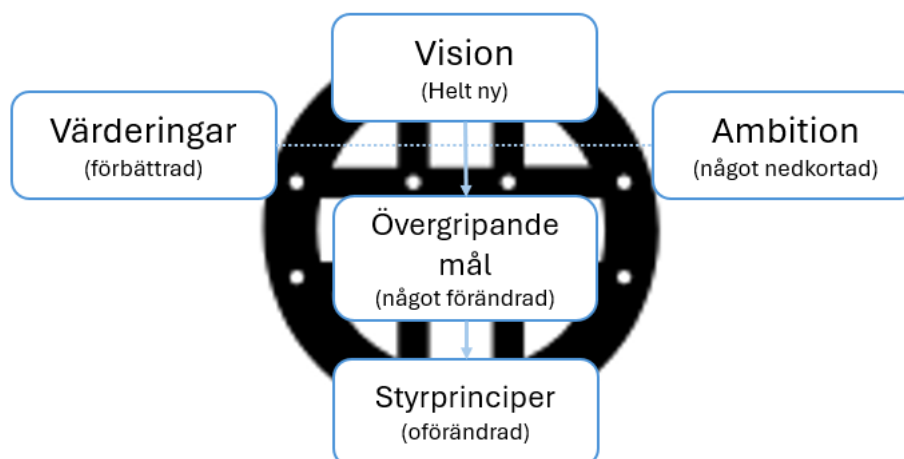 Vision
(Helt ny)
Värderingar
(förbättrad)
Ambition
(något nedkortad)
Övergripande
mål
(något förändrad)
Styrprinciper
(oförändrad)